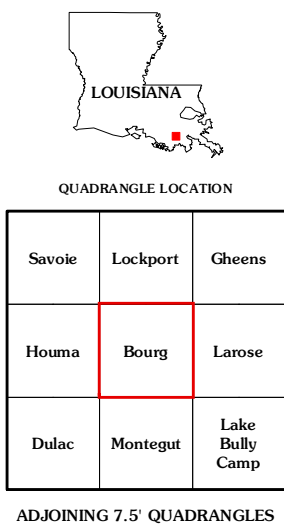 LOUISIANA
QUADRANGLE LOCATION
Savoie Lockport Gheens
Houma Bourg Larose
Dulac Montegut Lake
Bully
Camp
ADJOINING 7.5' QUADRANGLES